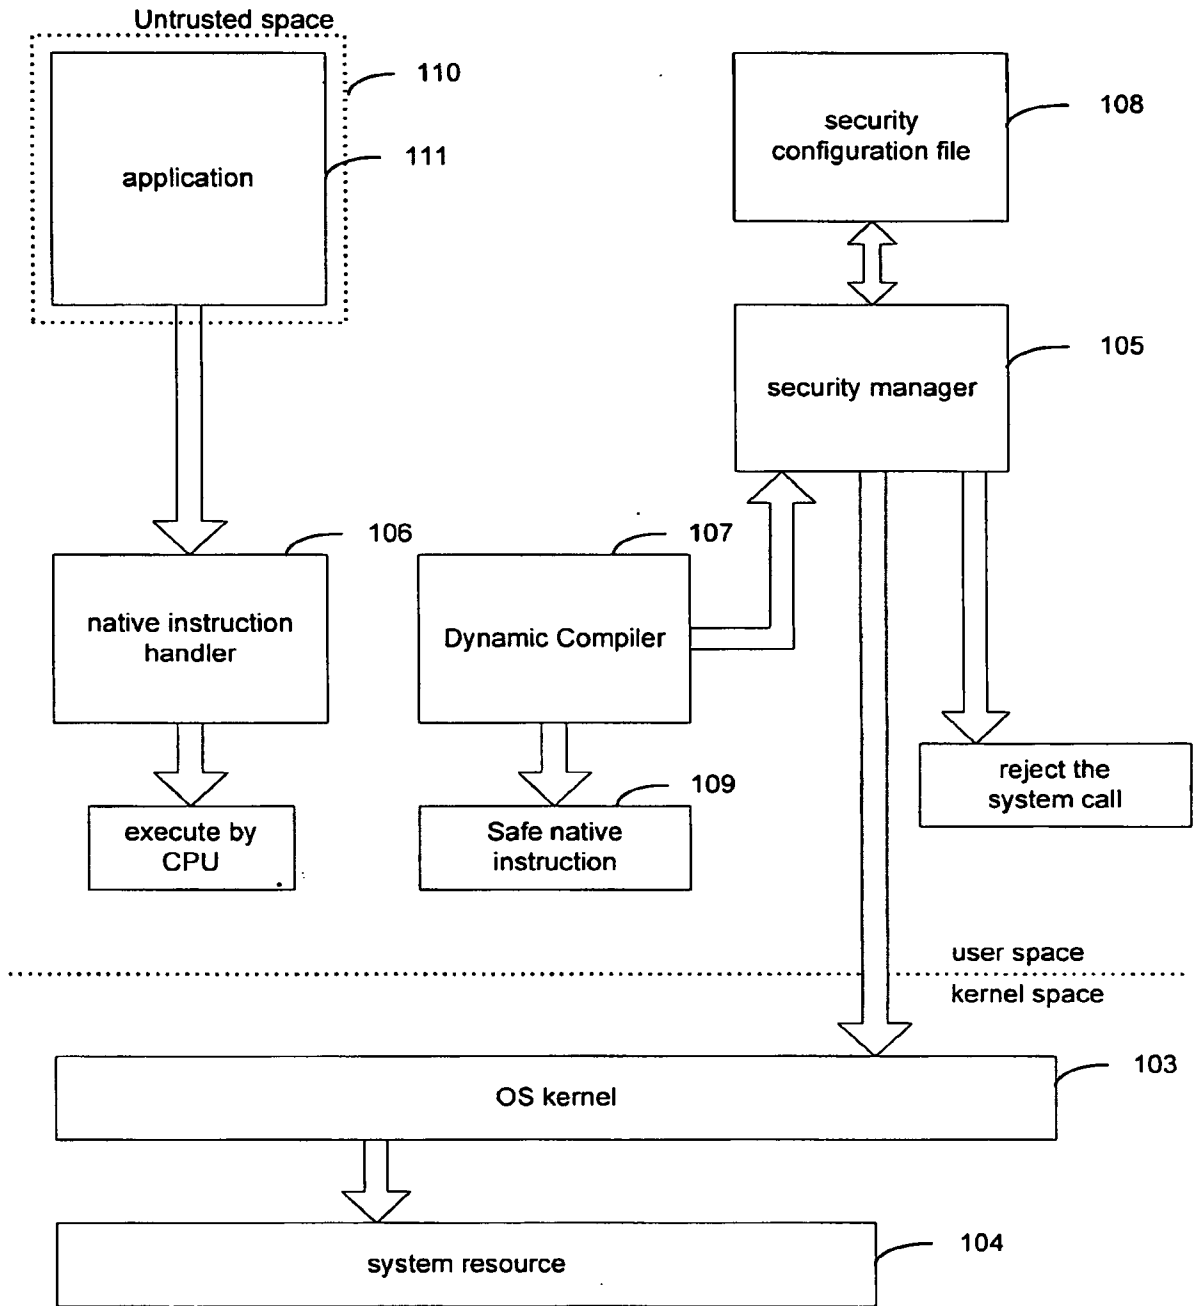 Untrusted space
110
111
application
108
security
configuration file
105
security manager
106
native instruction
handler
107
Dynamic Compiler
execute by
CPU
109
Safe native
instruction
reject the
system call
user space
kernel space
103
OS kernel
104
system resource